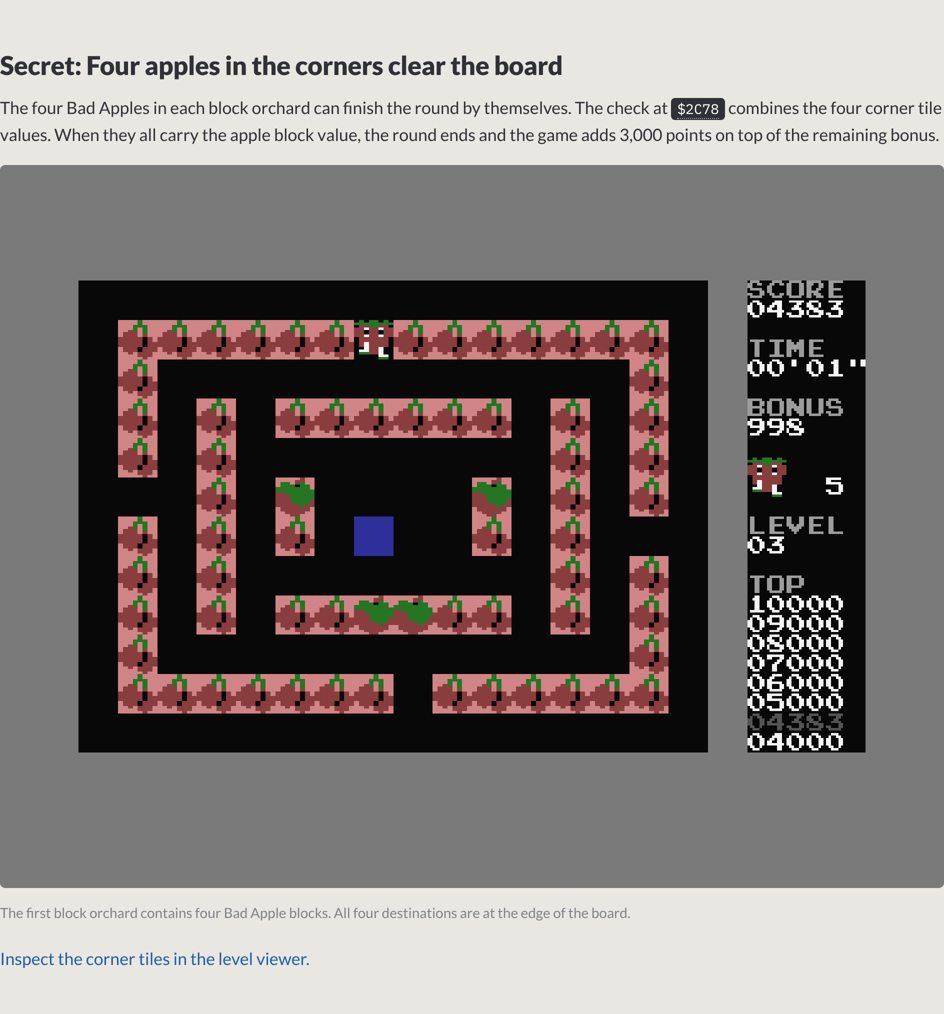 Secret: Four apples in the corners clear the board
The four Bad Apples in each block orchard can finish the round by themselves. The check at $2C78 combines the four corner tile
values. When they all carry the apple block value, the round ends and the game adds 3,000 points on top of the remaining bonus.
SCORE
04383
TIME
00'01"
BONUS
998
5
LEVEL
03
TOP
10000
09000
08000
07000
06000
05000
04383
04000
The first block orchard contains four Bad Apple blocks. All four destinations are at the edge of the board.
Inspect the corner tiles in the level viewer.